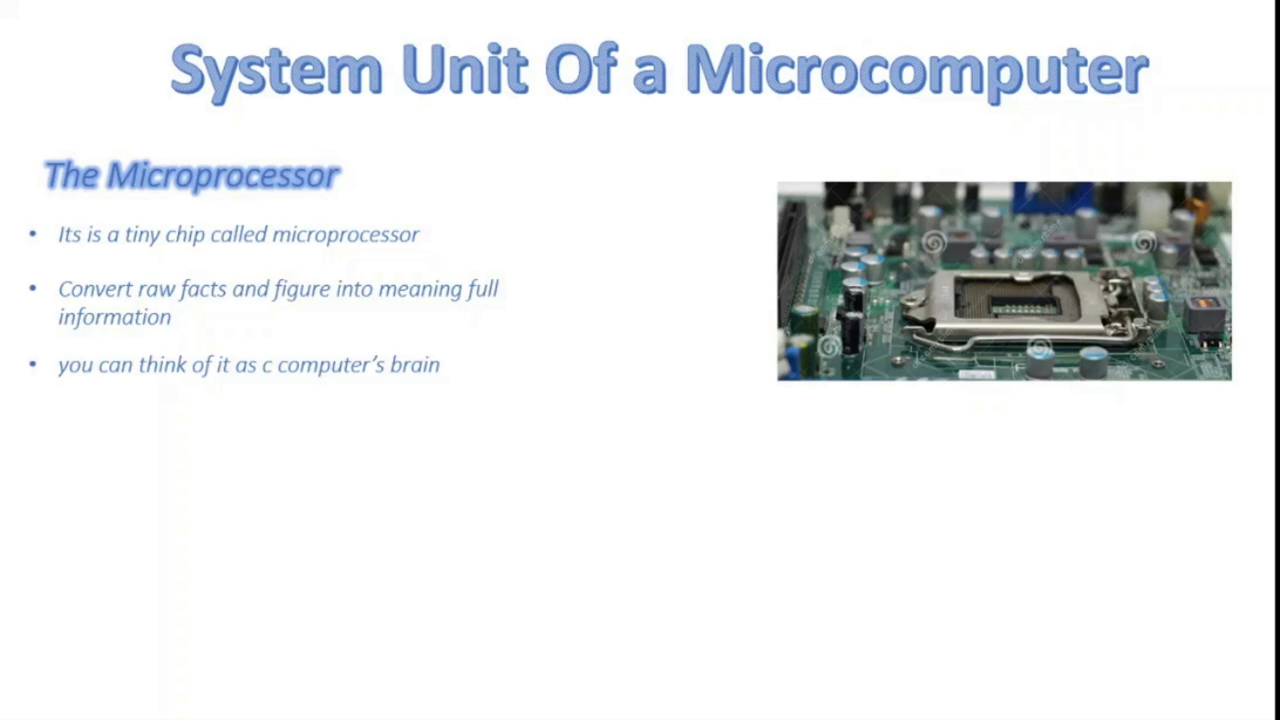 System Unit Of a Microcomputer
The Microprocessor
• Its is a tiny chip called microprocessor
• Convert raw facts and figure into meaning full
information
• you can think of it as c computer's brain